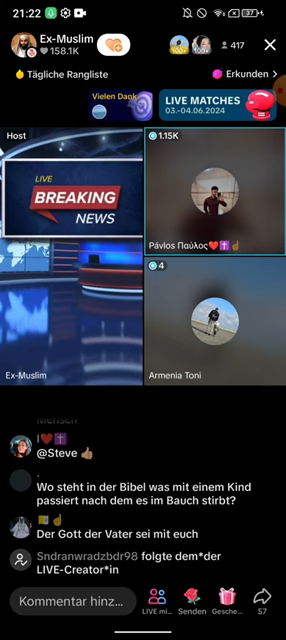 21:22
37
Ex-Muslim
158.1K
100+
100+
417
Tägliche Rangliste
Erkunden
Vielen Dank
LIVE MATCHES
03.-04.06.2024
Host
1.15K
LIVE
BREAKING
NEWS
Pávlos Παύλος❤️✝️☝️
4
Ex-Muslim
Armenia Toni
Mensch
I❤️✝️
@Steve 👍🏽
.
Wo steht in der Bibel was mit einem Kind
passiert nach dem es im Bauch stirbt?
Der Gott der Vater sei mit euch
Sndranwradzbdr98 folgte dem*der
LIVE-Creator*in
Kommentar hinz...
LIVE mi...
Senden
Gesche...
57